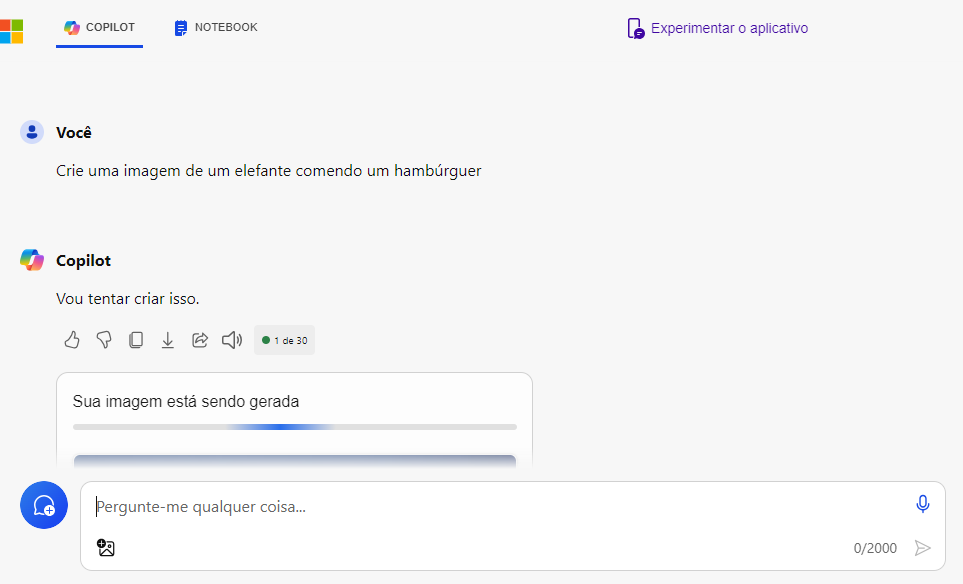 COPILOT
NOTEBOOK
Experimentar o aplicativo
Você
Crie uma imagem de um elefante comendo um hambúrguer
Copilot
Vou tentar criar isso.
1 de 30
Sua imagem está sendo gerada
Pergunte-me qualquer coisa...
0/2000